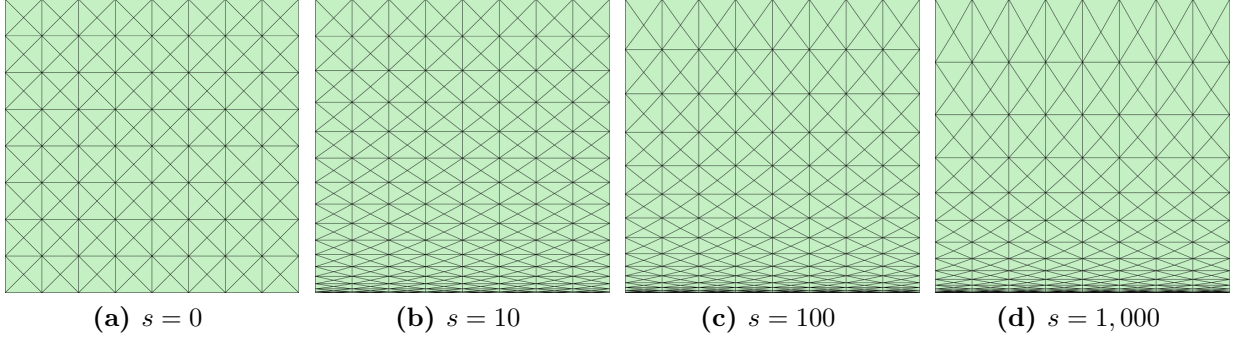 (a) s = 0
(b) s = 10
(c) s = 100
(d) s = 1,000